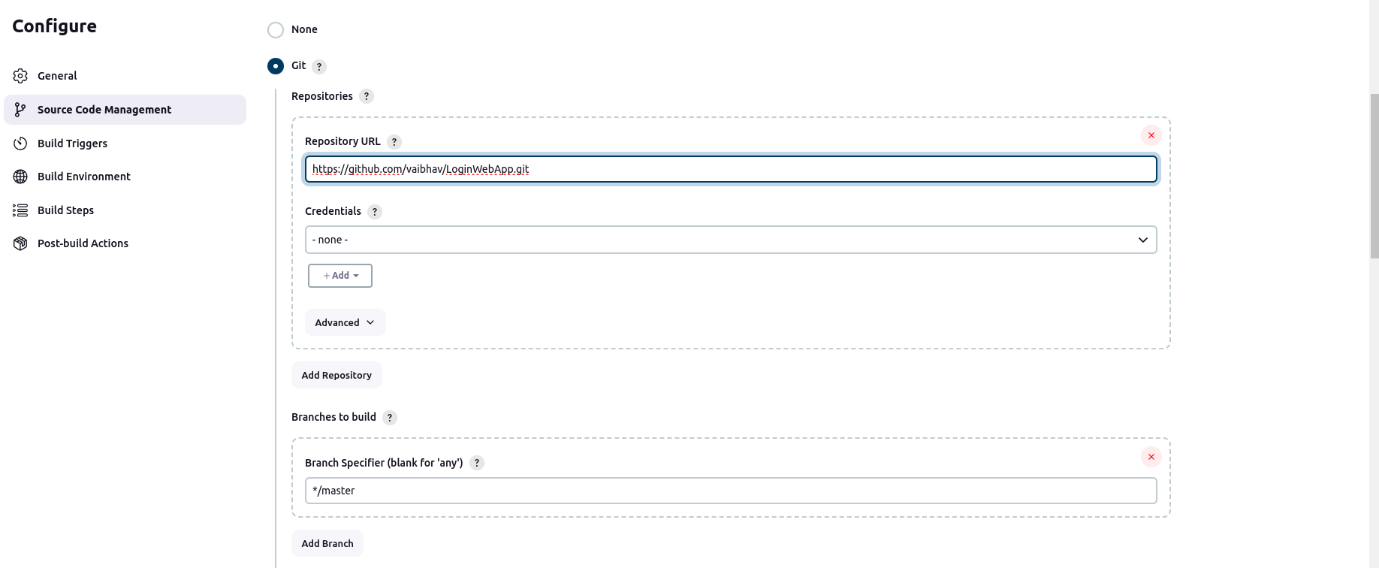 Configure
General
Source Code Management
Build Triggers
Build Environment
Build Steps
Post-build Actions
None
Git ?
Repositories ?
Repository URL ?
https://github.com/vaibhav/LoginWebApp.git
Credentials ?
- none -
+ Add
Advanced
Add Repository
Branches to build ?
Branch Specifier (blank for 'any') ?
*/master
Add Branch